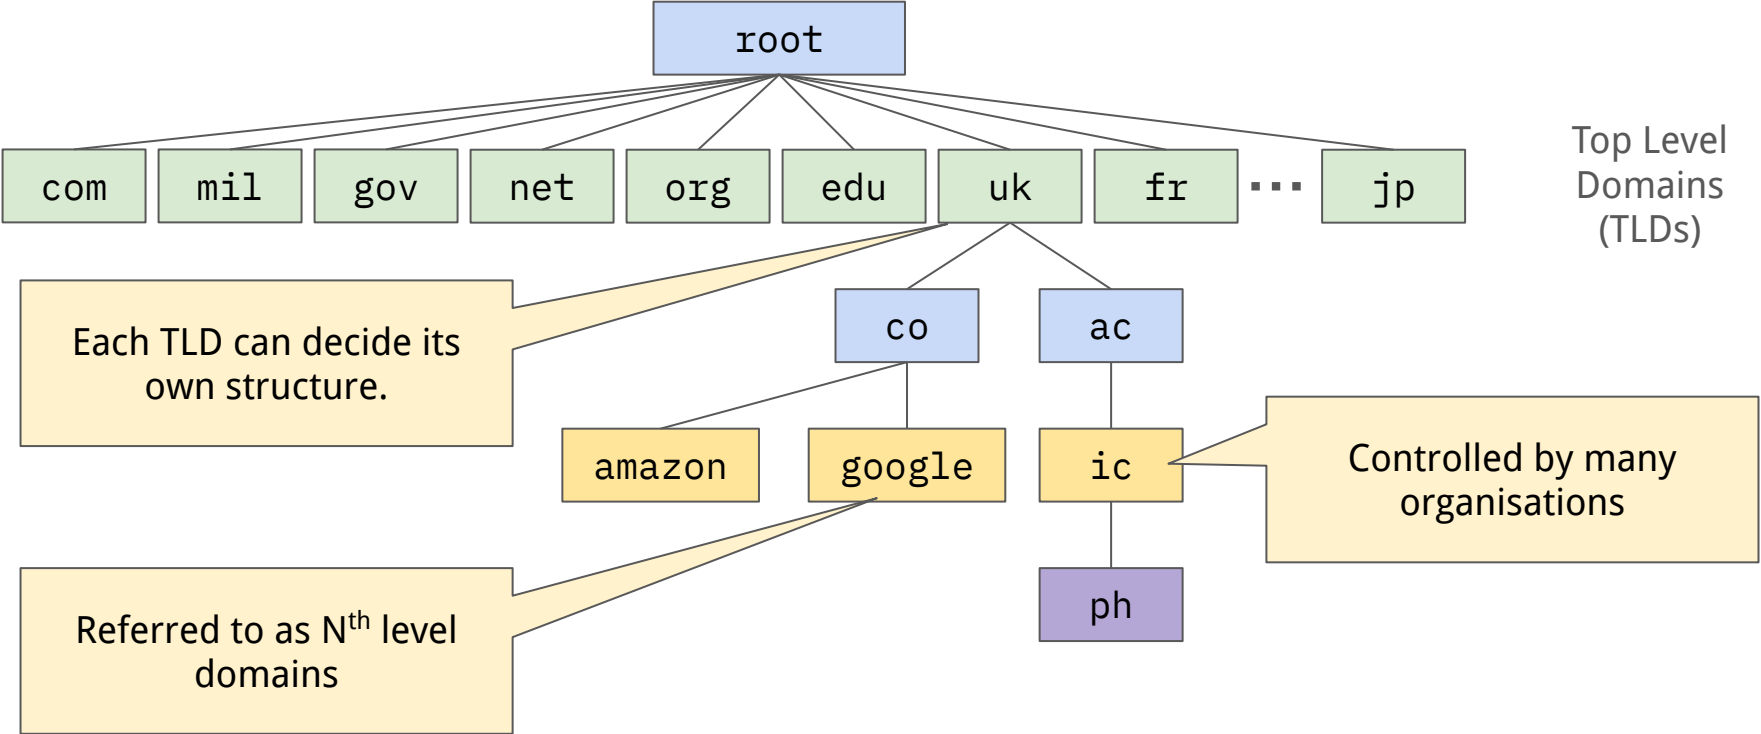 root
com mil gov net org edu uk fr ... jp
Top Level
Domains
(TLDs)
Each TLD can decide its
own structure.
co ac
amazon google ic
Controlled by many
organisations
ph
Referred to as Nth level
domains